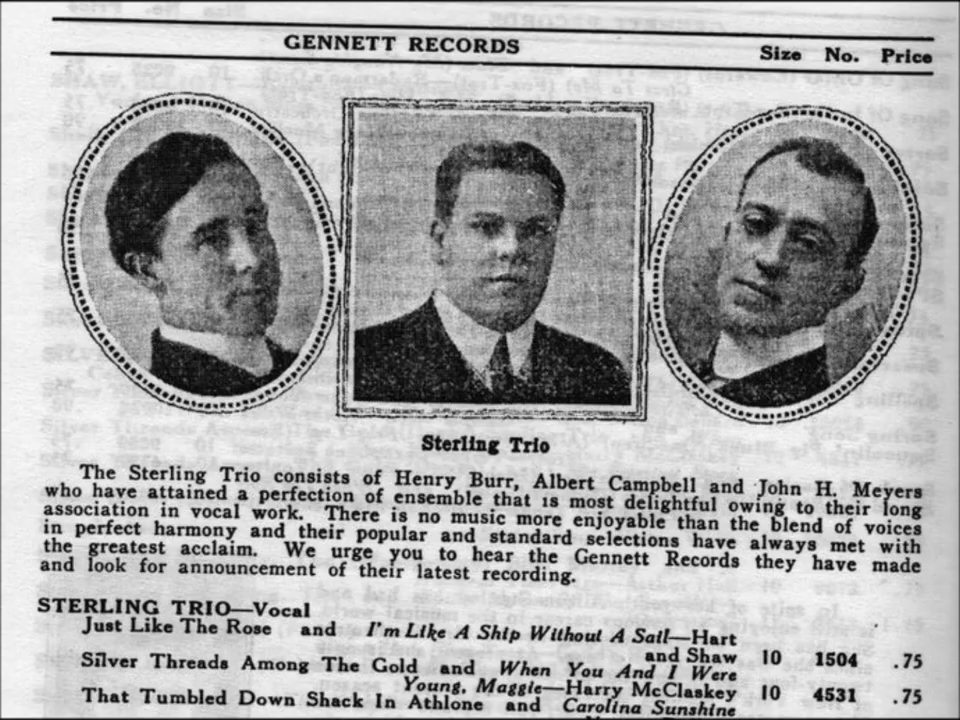 GENNETT RECORDS
Size No. Price
Sterling Trio
The Sterling Trio consists of Henry Burr, Albert Campbell and John H. Meyers
who have attained a perfection of ensemble that is most delightful owing to their long
association in vocal work. There is no music more enjoyable than the blend of voices
in perfect harmony and their popular and standard selections have always met with
the greatest acclaim. We urge you to hear the Gennett Records they have made
and look for announcement of their latest recording.
STERLING TRIO—Vocal
Just Like The Rose and I'm Like A Ship Without A Sail—Hart
and Shaw 10 1504 .75
Silver Threads Among The Gold and When You And I Were
Young, Maggie—Harry McClaskey 10 4531 .75
That Tumbled Down Shack In Athlone and Carolina Sunshine